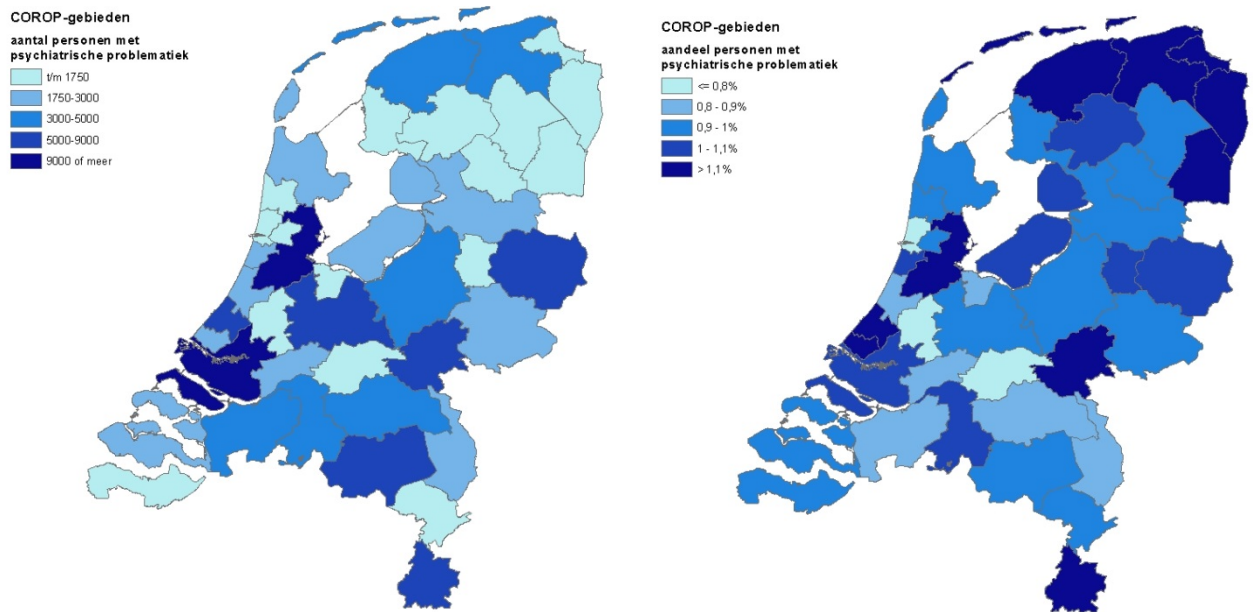 COROP-gebieden
aantal personen met
psychiatrische problematiek
t/m 1750
1750-3000
3000-5000
5000-9000
9000 of meer
COROP-gebieden
aandeel personen met
psychiatrische problematiek
<= 0,8%
0,8 - 0,9%
0,9 - 1%
1 - 1,1%
> 1,1%